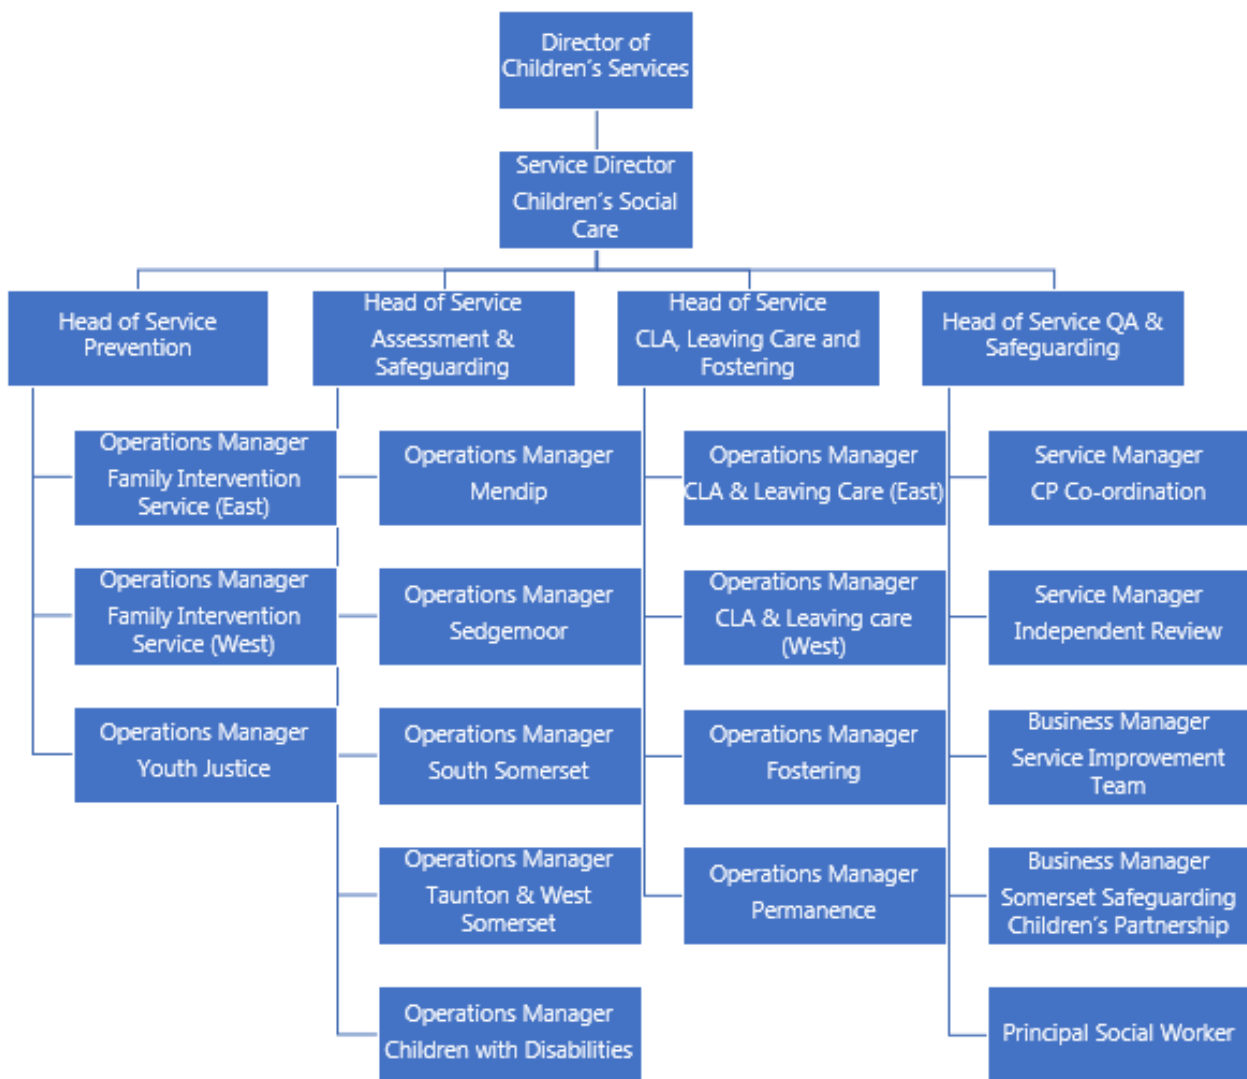 Director of
Children's Services
Service Director
Children's Social
Care
Head of Service
Prevention
Head of Service
Assessment &
Safeguarding
Head of Service
CLA, Leaving Care and
Fostering
Head of Service QA &
Safeguarding
Operations Manager
Family Intervention
Service (East)
Operations Manager
Family Intervention
Service (West)
Operations Manager
Youth Justice
Operations Manager
Mendip
Operations Manager
Sedgemoor
Operations Manager
South Somerset
Operations Manager
Taunton & West
Somerset
Operations Manager
Children with Disabilities
Operations Manager
CLA & Leaving Care (East)
Operations Manager
CLA & Leaving care
(West)
Operations Manager
Fostering
Operations Manager
Permanence
Service Manager
CP Co-ordination
Service Manager
Independent Review
Business Manager
Service Improvement
Team
Business Manager
Somerset Safeguarding
Children's Partnership
Principal Social Worker